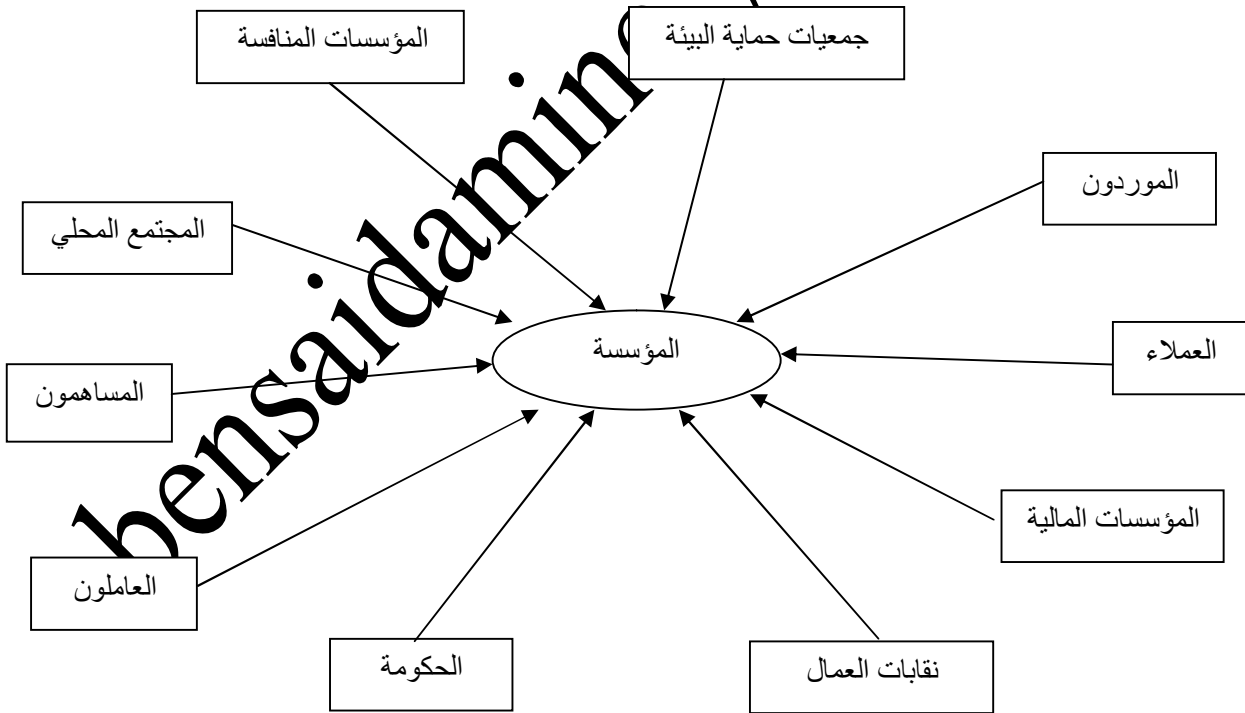 جمعيات حماية البيئة
المؤسسات المنافسة
الموردون
المجتمع المحلي
المؤسسة
العملاء
المساهمون
المؤسسات المالية
العاملون
الحكومة
نقابات العمال
bensaidamine